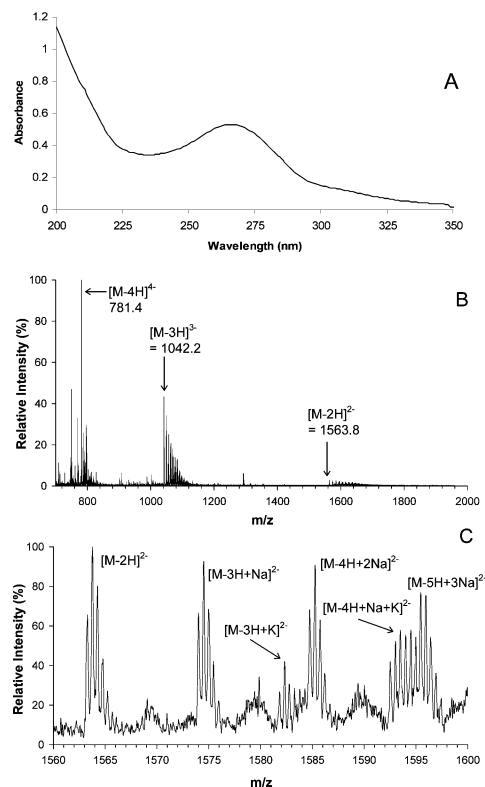 1.2
1
0.8
0.6
0.4
0.2
0
Absorbance
A
200 225 250 275 300 325 350
Wavelength (nm)
100
80
60
40
20
0
Relative Intensity (%)
B
[M-4H]4-
781.4
[M-3H]3-
= 1042.2
[M-2H]2-
= 1563.8
800 1000 1200 1400 1600 1800 2000
m/z
C
100
80
60
40
20
0
Relative Intensity (%)
[M-2H]2-
[M-3H+Na]2-
[M-3H+K]2-
[M-4H+2Na]2-
[M-4H+Na+K]2-
[M-5H+3Na]2-
1560 1565 1570 1575 1580 1585 1590 1595 1600
m/z